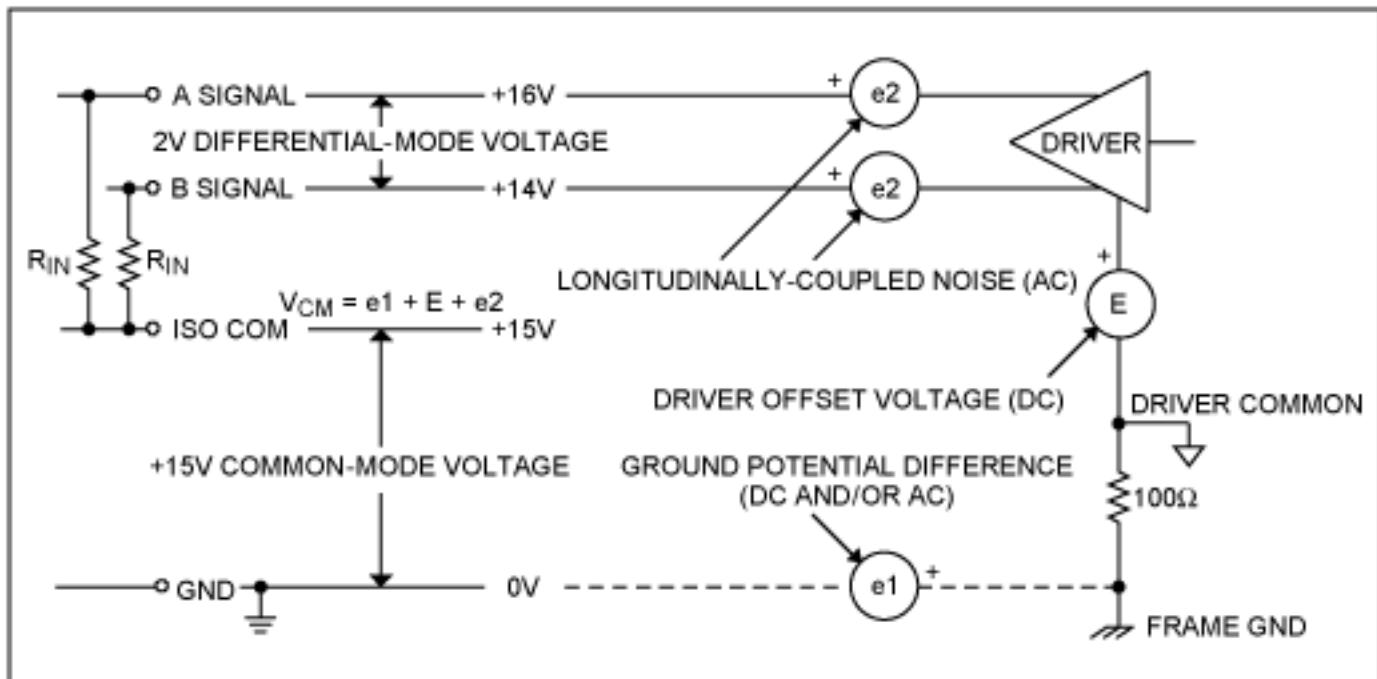 A SIGNAL
+16V
+
e2
2V DIFFERENTIAL-MODE VOLTAGE
DRIVER
B SIGNAL
+14V
+
e2
RIN
RIN
LONGITUDINALLY-COUPLED NOISE (AC)
+
E
VCM = e1 + E + e2
ISO COM
+15V
DRIVER OFFSET VOLTAGE (DC)
DRIVER COMMON
+15V COMMON-MODE VOLTAGE
GROUND POTENTIAL DIFFERENCE
(DC AND/OR AC)
100Ω
GND
0V
e1
+
FRAME GND